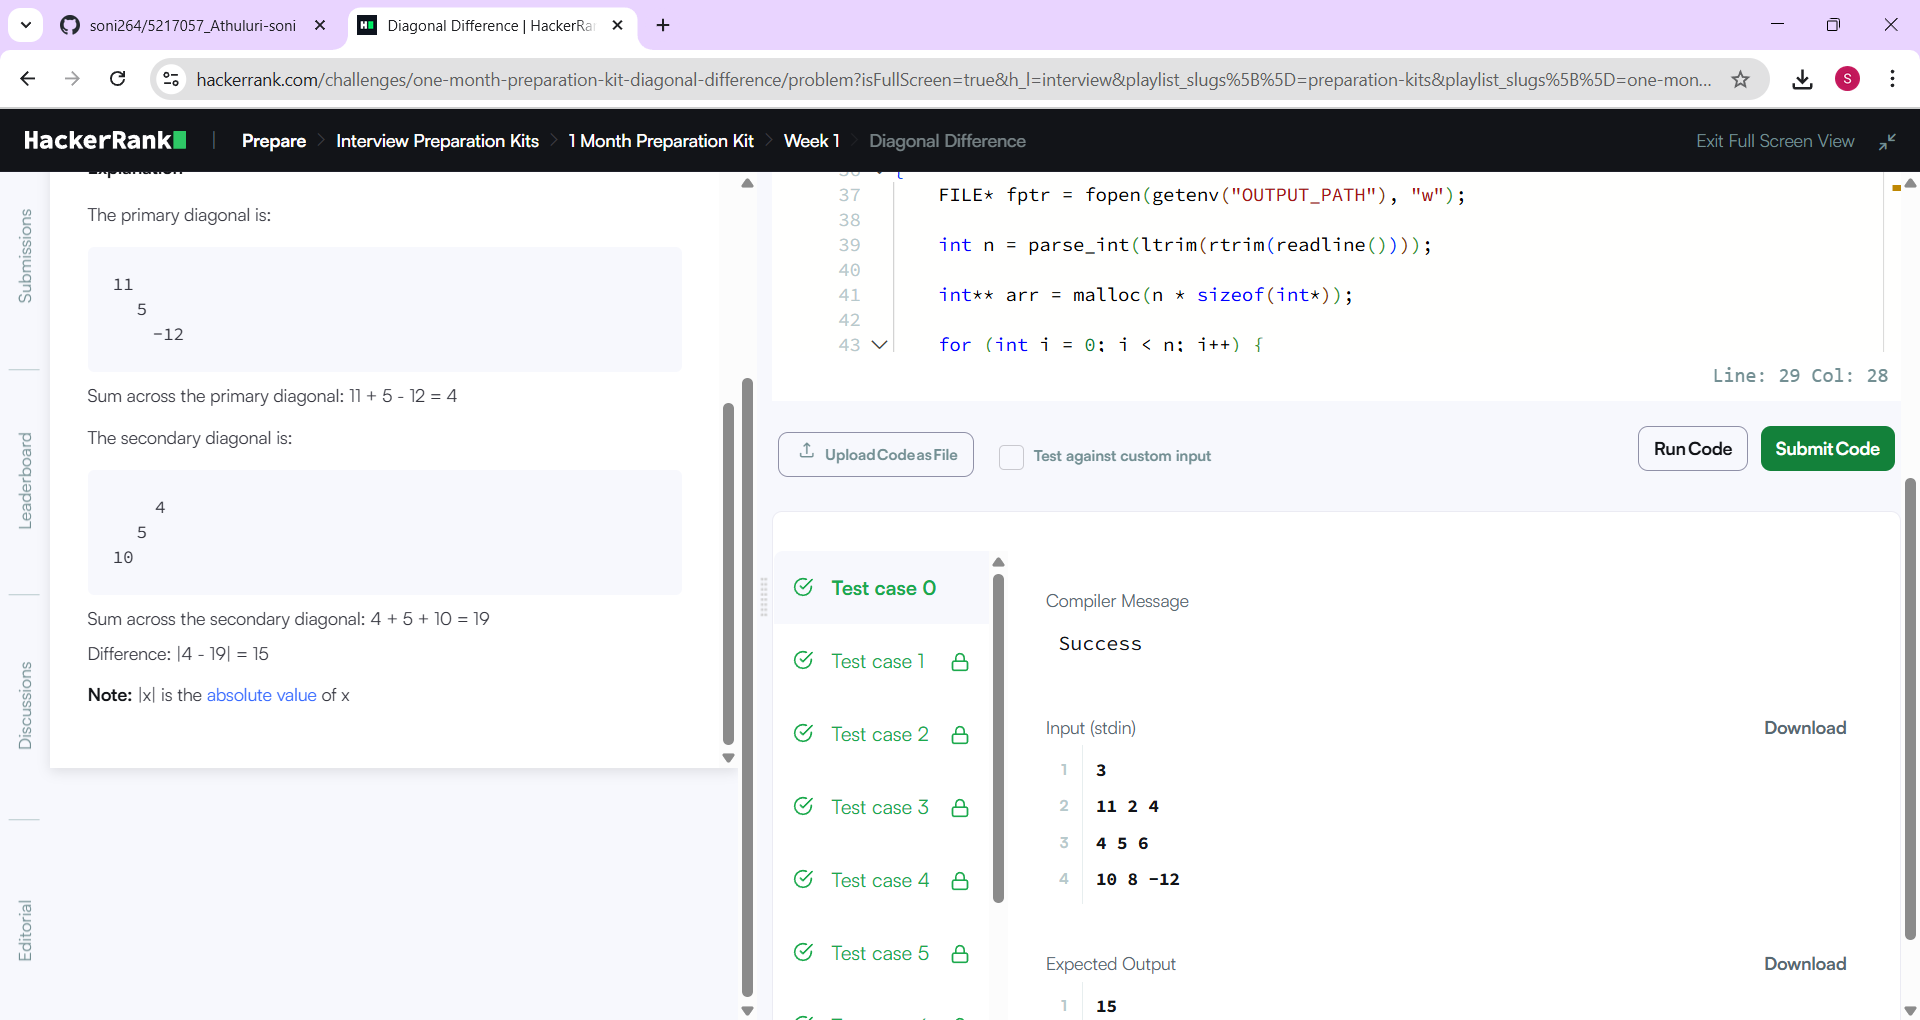 soni264/5217057_Athuluri-soni
Diagonal Difference | HackerRa
S
hackerrank.com/challenges/one-month-preparation-kit-diagonal-difference/problem?isFullScreen=true&h_l=interview&playlist_slugs%5B%5D=preparation-kits&playlist_slugs%5B%5D=one-mon...
HackerRank
Prepare
Interview Preparation Kits
1 Month Preparation Kit
Week 1
Diagonal Difference
Exit Full Screen View
Submissions
Leaderboard
Discussions
Editorial
Explanation
The primary diagonal is:
11
5
-12
Sum across the primary diagonal: 11 + 5 - 12 = 4
The secondary diagonal is:
4
5
10
Sum across the secondary diagonal: 4 + 5 + 10 = 19
Difference: |4 - 19| = 15
Note: |x| is the absolute value of x
36 {
37 FILE* fptr = fopen(getenv("OUTPUT_PATH"), "w");
38
39 int n = parse_int(ltrim(rtrim(readline())));
40
41 int** arr = malloc(n * sizeof(int*));
42
43 for (int i = 0; i < n; i++) {
Line: 29 Col: 28
Upload Code as File
Test against custom input
Run Code
Submit Code
Test case 0
Test case 1
Test case 2
Test case 3
Test case 4
Test case 5
Compiler Message
Success
Input (stdin)
Download
1 3
2 11 2 4
3 4 5 6
4 10 8 -12
Expected Output
Download
1 15